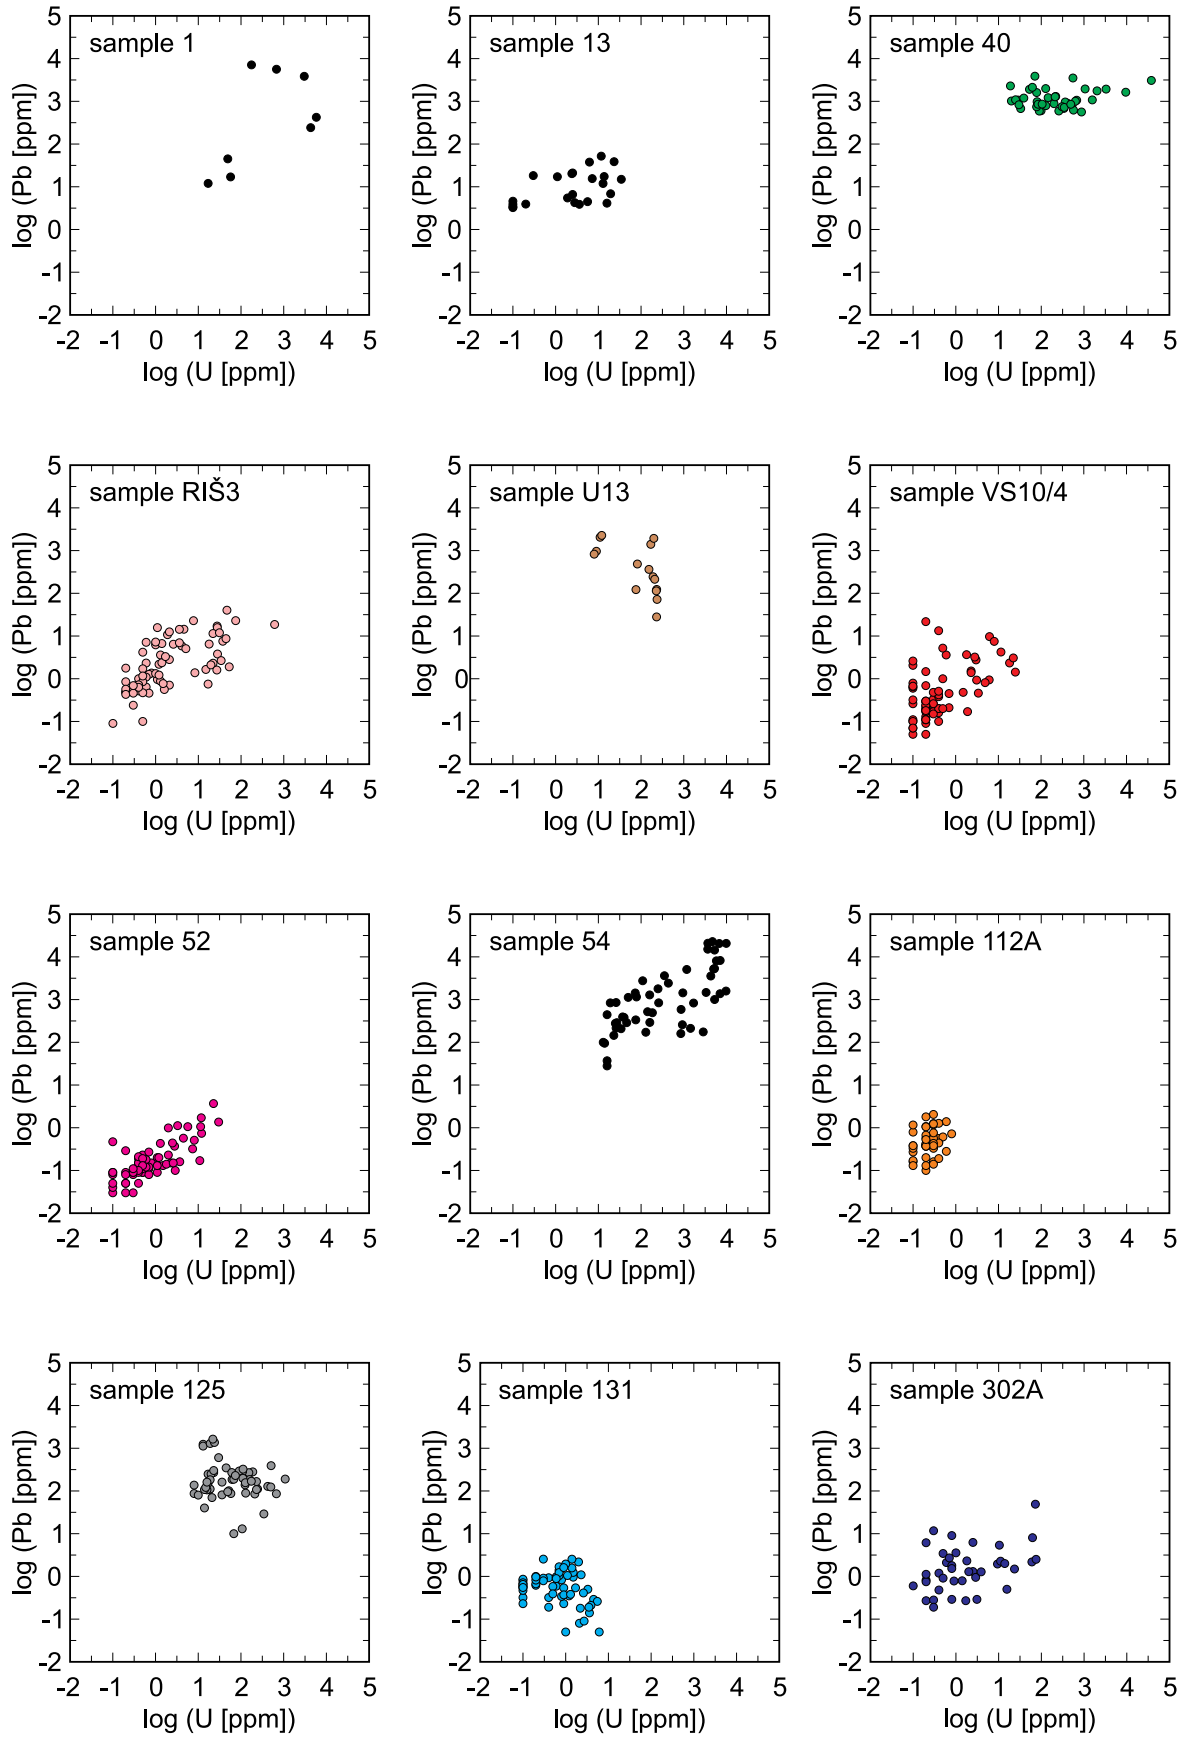 sample 1
log (Pb [ppm])
5
4
3
2
1
0
-1
-2
-2 -1 0 1 2 3 4 5
log (U [ppm])
sample 13
log (Pb [ppm])
5
4
3
2
1
0
-1
-2
-2 -1 0 1 2 3 4 5
log (U [ppm])
sample 40
log (Pb [ppm])
5
4
3
2
1
0
-1
-2
-2 -1 0 1 2 3 4 5
log (U [ppm])
sample RIŠ3
log (Pb [ppm])
5
4
3
2
1
0
-1
-2
-2 -1 0 1 2 3 4 5
log (U [ppm])
sample U13
log (Pb [ppm])
5
4
3
2
1
0
-1
-2
-2 -1 0 1 2 3 4 5
log (U [ppm])
sample VS10/4
log (Pb [ppm])
5
4
3
2
1
0
-1
-2
-2 -1 0 1 2 3 4 5
log (U [ppm])
sample 52
log (Pb [ppm])
5
4
3
2
1
0
-1
-2
-2 -1 0 1 2 3 4 5
log (U [ppm])
sample 54
log (Pb [ppm])
5
4
3
2
1
0
-1
-2
-2 -1 0 1 2 3 4 5
log (U [ppm])
sample 112A
log (Pb [ppm])
5
4
3
2
1
0
-1
-2
-2 -1 0 1 2 3 4 5
log (U [ppm])
sample 125
log (Pb [ppm])
5
4
3
2
1
0
-1
-2
-2 -1 0 1 2 3 4 5
log (U [ppm])
sample 131
log (Pb [ppm])
5
4
3
2
1
0
-1
-2
-2 -1 0 1 2 3 4 5
log (U [ppm])
sample 302A
log (Pb [ppm])
5
4
3
2
1
0
-1
-2
-2 -1 0 1 2 3 4 5
log (U [ppm])